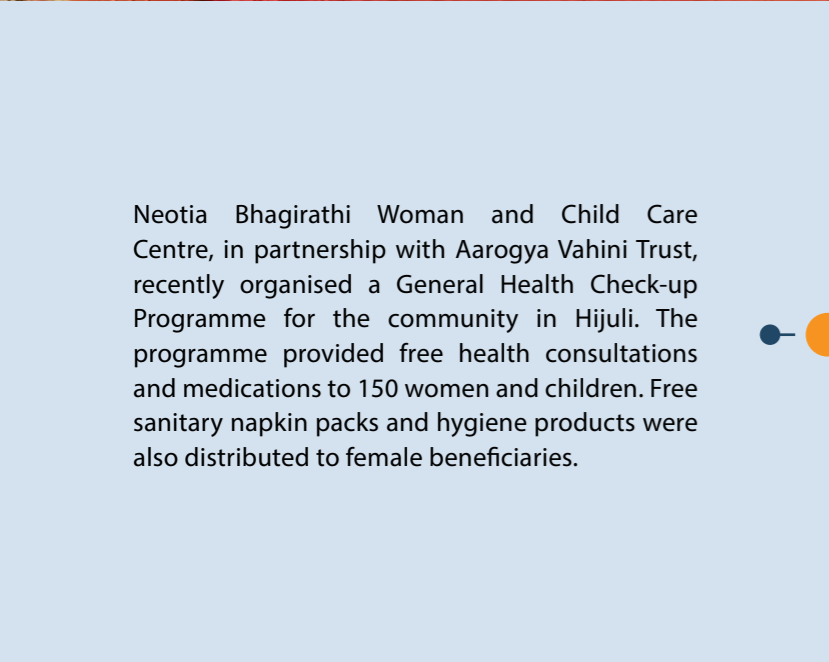 Neotia Bhagirathi Woman and Child Care
Centre, in partnership with Aarogya Vahini Trust,
recently organised a General Health Check-up
Programme for the community in Hijuli. The
programme provided free health consultations
and medications to 150 women and children. Free
sanitary napkin packs and hygiene products were
also distributed to female beneficiaries.